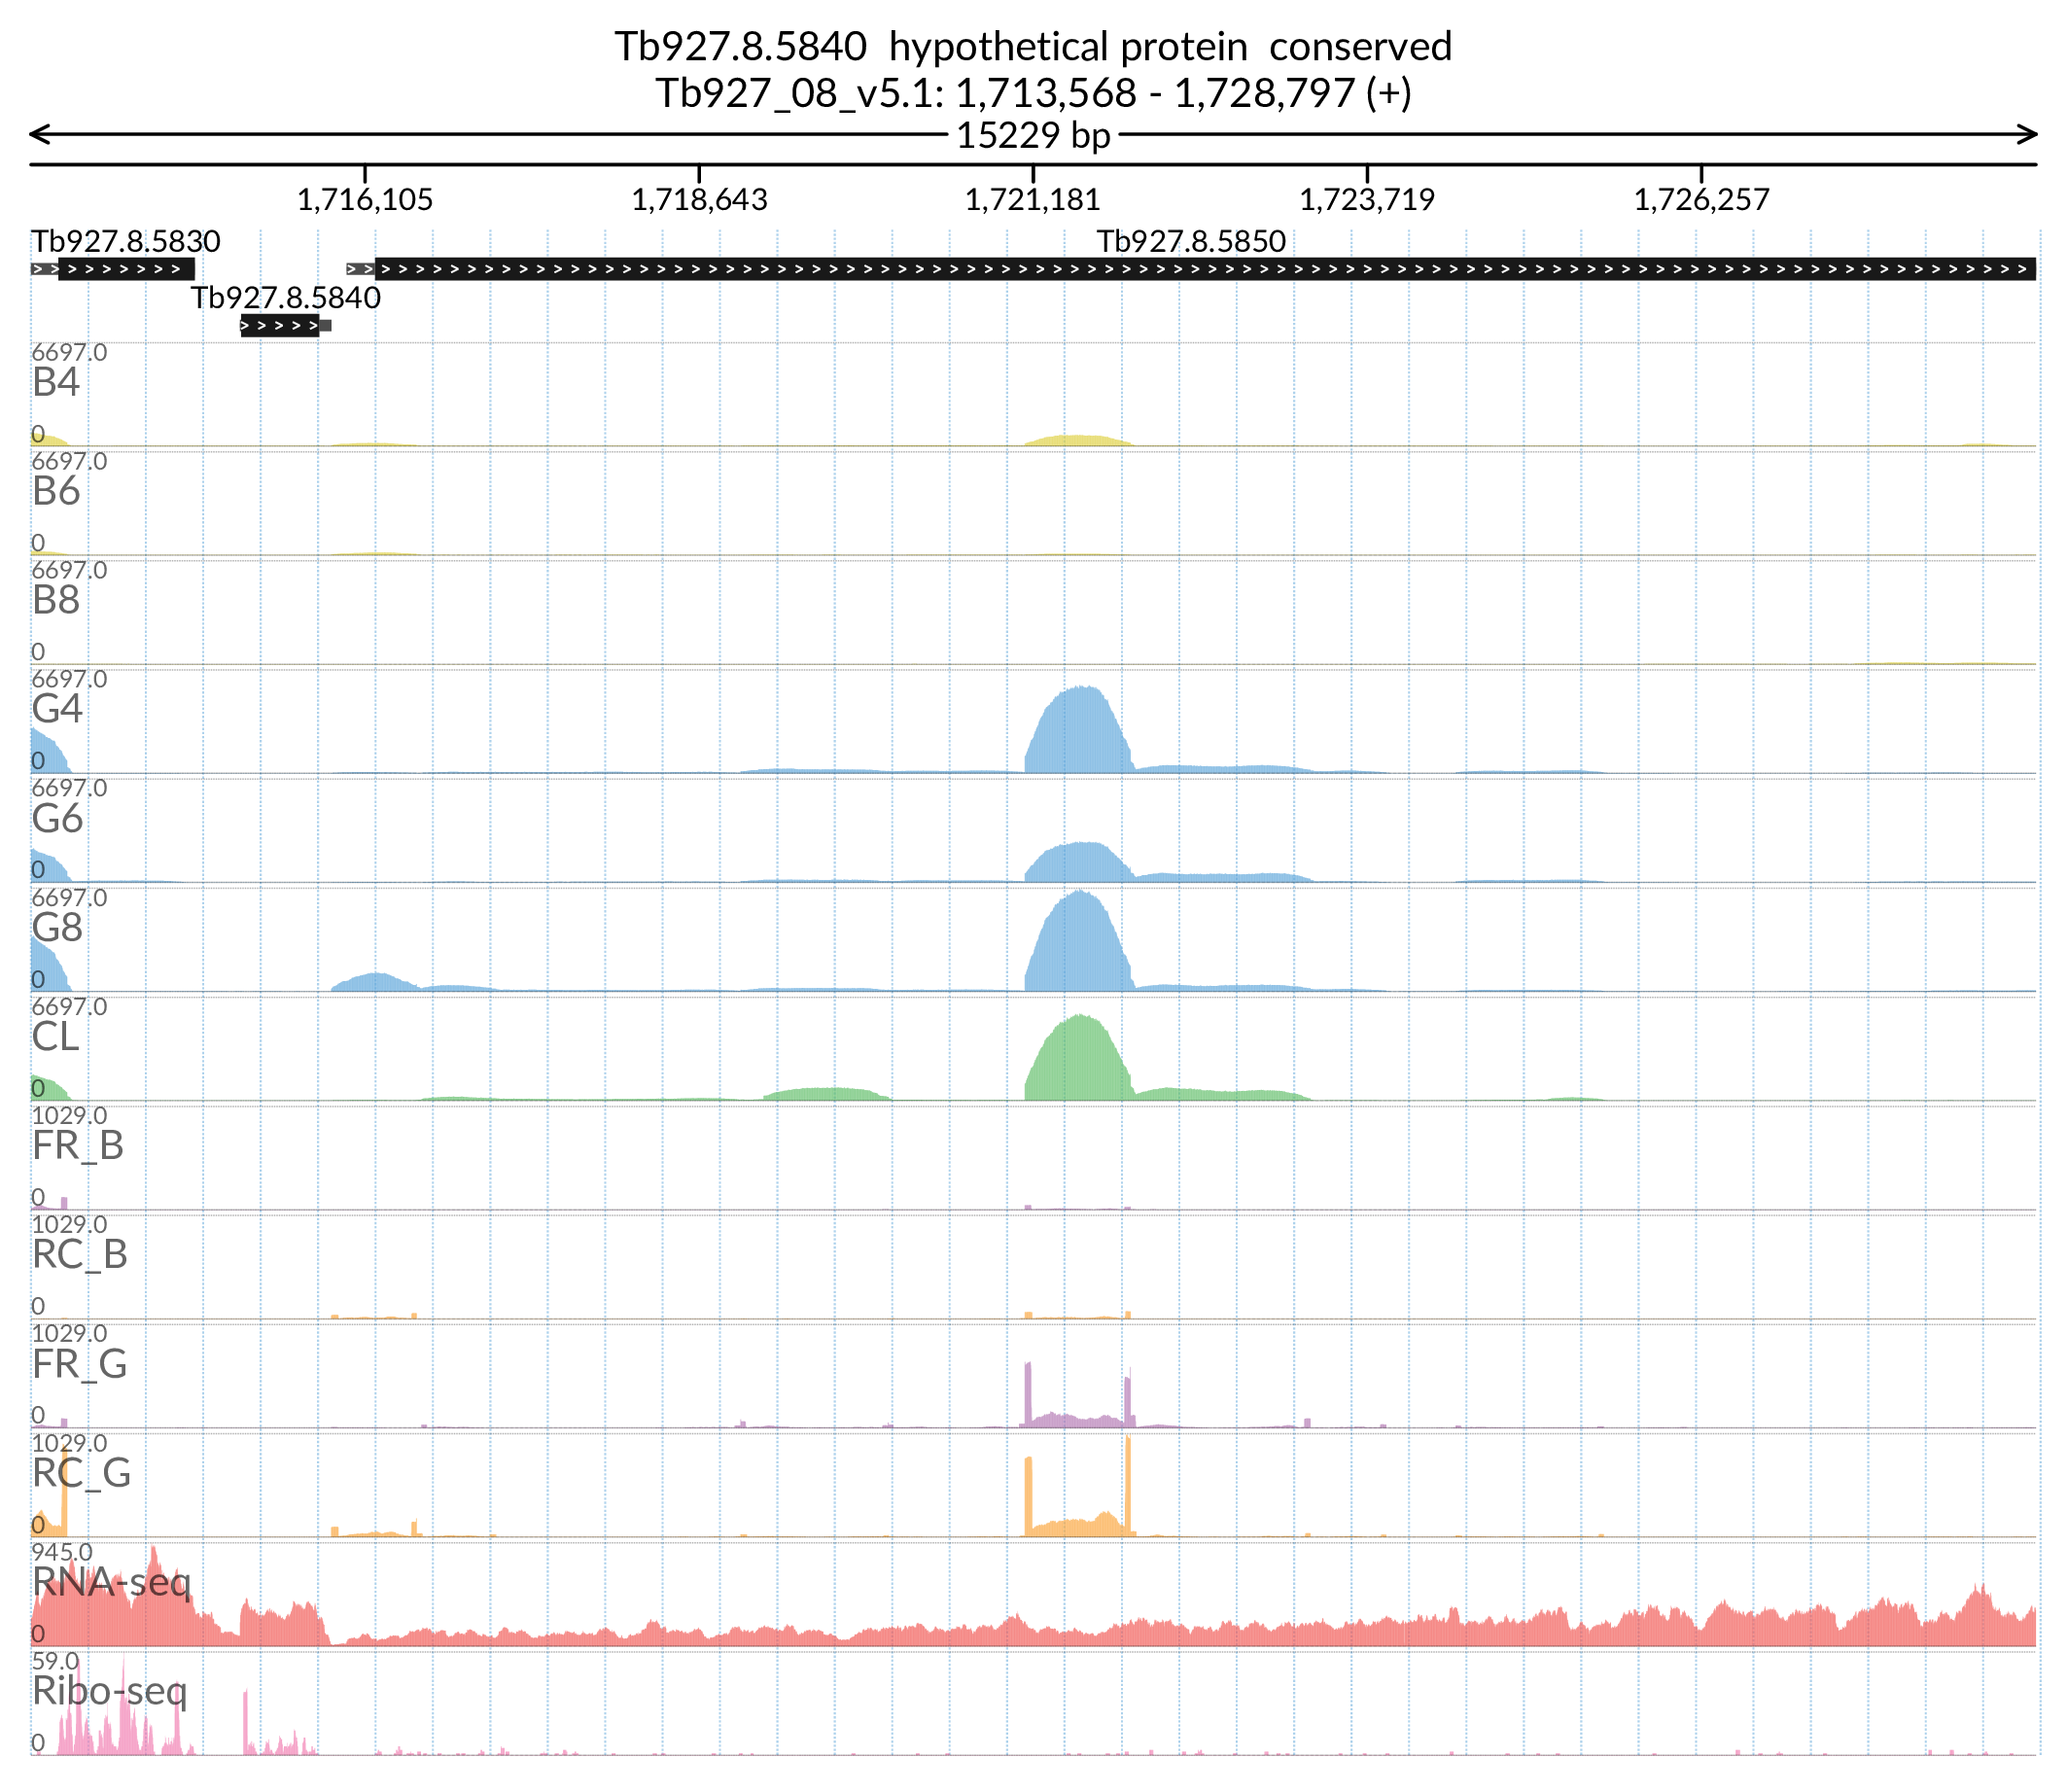 Tb927.8.5840  hypothetical protein  conserved
Tb927_08_v5.1: 1,713,568 - 1,728,797 (+)
15229 bp
1,716,105 1,718,643 1,721,181 1,723,719 1,726,257
Tb927.8.5830 Tb927.8.5850
Tb927.8.5840
6697.0
B4
0
6697.0
B6
0
6697.0
B8
0
6697.0
G4
0
6697.0
G6
0
6697.0
G8
0
6697.0
CL
0
1029.0
FR_B
0
1029.0
RC_B
0
1029.0
FR_G
0
1029.0
RC_G
0
945.0
RNA-seq
0
59.0
Ribo-seq
0